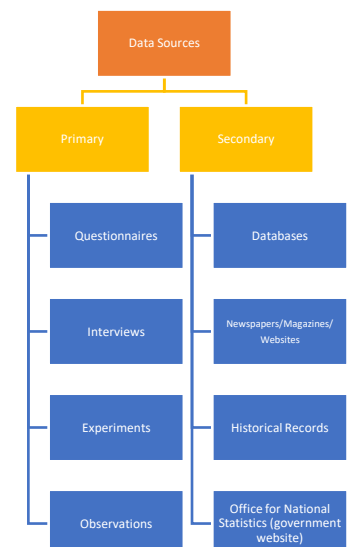 Data Sources
Primary
Secondary
Questionnaires
Databases
Interviews
Newspapers/Magazines/
Websites
Experiments
Historical Records
Observations
Office for National
Statistics (government
website)